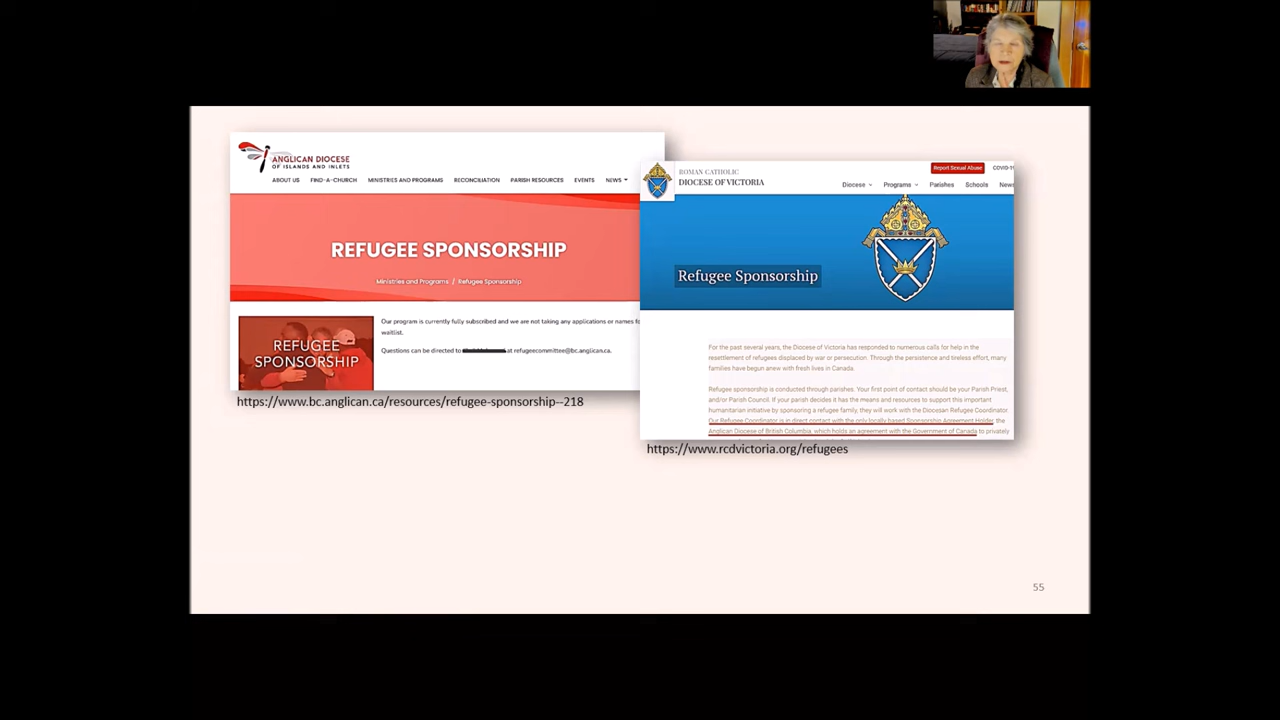 ANGLICAN DIOCESE
OF ISLANDS AND INLETS
ABOUT US FIND-A-CHURCH MINISTRIES AND PROGRAMS RECONCILIATION PARISH RESOURCES EVENTS NEWS
REFUGEE SPONSORSHIP
Ministries and Programs / Refugee Sponsorship
REFUGEE
SPONSORSHIP
Our program is currently fully subscribed and we are not taking any applications or names fo
waitlist.
Questions can be directed to at refugeecommittee@bc.anglican.ca.
https://www.bc.anglican.ca/resources/refugee-sponsorship--218
ROMAN CATHOLIC
DIOCESE OF VICTORIA
Report Sexual Abuse COVID-19
Diocese Programs Parishes Schools News
Refugee Sponsorship
For the past several years, the Diocese of Victoria has responded to numerous calls for help in the
resettlement of refugees displaced by war or persecution. Through the persistence and tireless effort, many
families have begun anew with fresh lives in Canada.
Refugee sponsorship is conducted through parishes. Your first point of contact should be your Parish Priest,
and/or Parish Council. If your parish decides it has the means and resources to support this important
humanitarian initiative by sponsoring a refugee family, they will work with the Diocesan Refugee Coordinator
Our Refugee Coordinator is in direct contact with the only locally based Sponsorship Agreement Holder, the
Anglican Diocese of British Columbia, which holds an agreement with the Government of Canada to privately
https://www.rcdvictoria.org/refugees
55